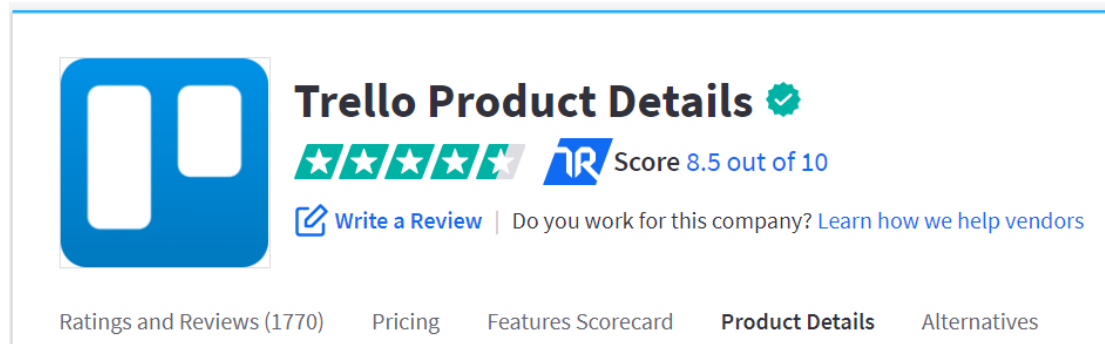 Trello Product Details
TR Score 8.5 out of 10
Write a Review | Do you work for this company? Learn how we help vendors
Ratings and Reviews (1770) Pricing Features Scorecard Product Details Alternatives